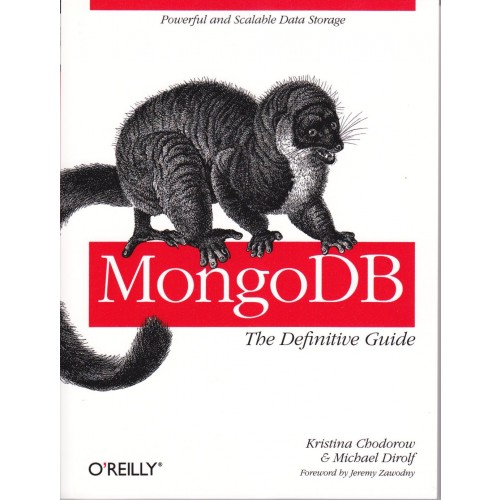 Powerful and Scalable Data Storage
MongoDB
The Definitive Guide
Kristina Chodorow
& Michael Dirolf
O'REILLY®
Foreword by Jeremy Zawodny